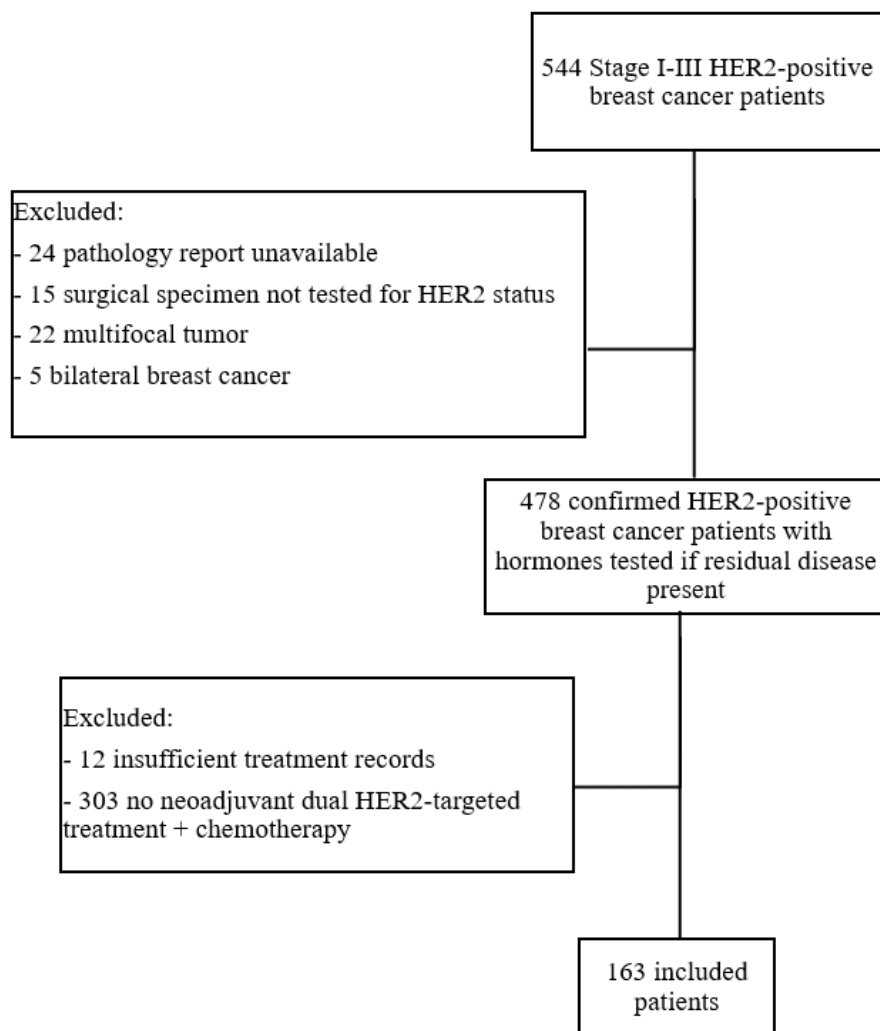 544 Stage I-III HER2-positive
breast cancer patients
Excluded:
- 24 pathology report unavailable
- 15 surgical specimen not tested for HER2 status
- 22 multifocal tumor
- 5 bilateral breast cancer
478 confirmed HER2-positive
breast cancer patients with
hormones tested if residual disease
present
Excluded:
- 12 insufficient treatment records
- 303 no neoadjuvant dual HER2-targeted
treatment + chemotherapy
163 included
patients